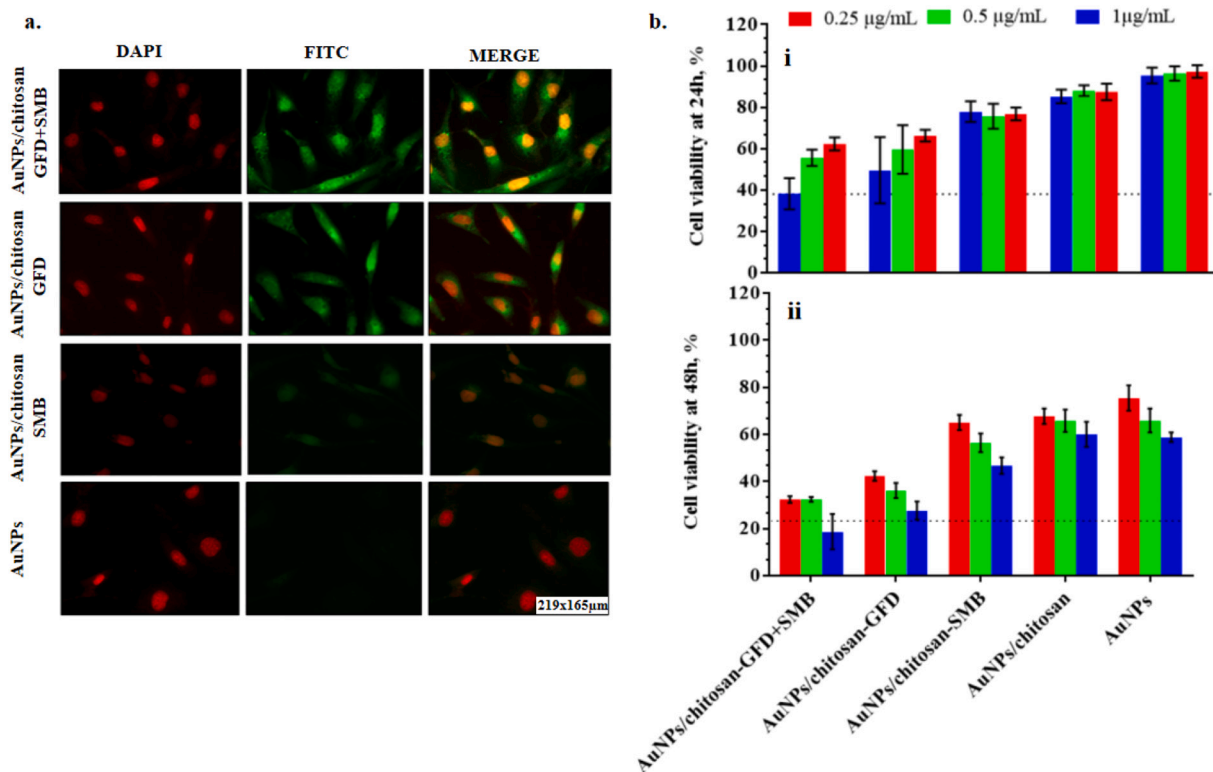 a.
DAPI
FITC
MERGE
AuNPs/chitosan
GFD+SMB
AuNPs/chitosan
GFD
AuNPs/chitosan
SMB
AuNPs
219x165µm
b.
0.25 µg/mL
0.5 µg/mL
1µg/mL
i
Cell viability at 24h, %
120
100
80
60
40
20
0
ii
Cell viability at 48h, %
120
100
80
60
40
20
0
AuNPs/chitosan-GFD+SMB
AuNPs/chitosan-GFD
AuNPs/chitosan-SMB
AuNPs/chitosan
AuNPs